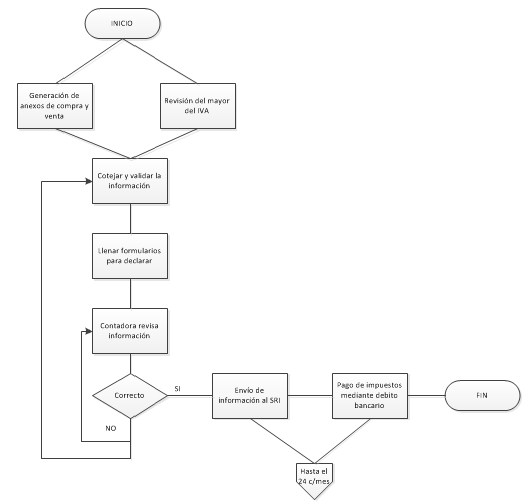 INICIO
Generación de
anexos de compra y
venta
Revisión del mayor
del IVA
Cotejar y validar la
información
Llenar formularios
para declarar
Contadora revisa
información
Correcto
SI
NO
Envío de
información al SRI
Pago de impuestos
mediante debito
bancario
FIN
Hasta el
24 c/mes